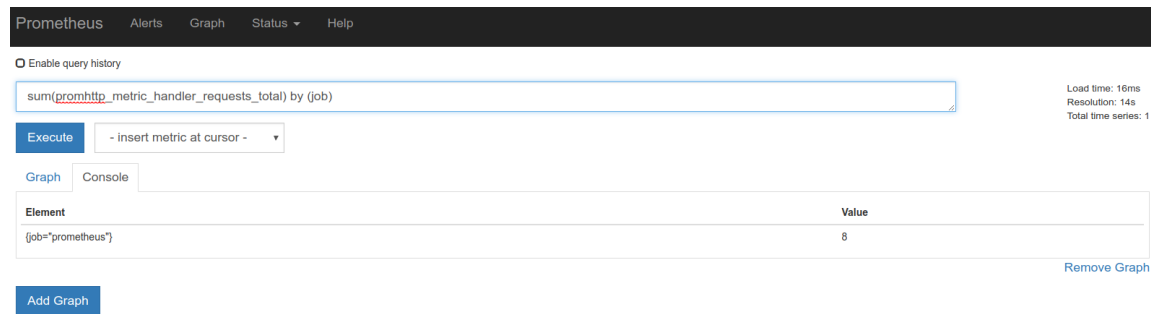 Prometheus Alerts Graph Status Help
Enable query history
sum(promhttp_metric_handler_requests_total) by (job)
Load time: 16ms
Resolution: 14s
Total time series: 1
Execute - insert metric at cursor -
Graph Console
Element Value
{job="prometheus"} 8
Remove Graph
Add Graph